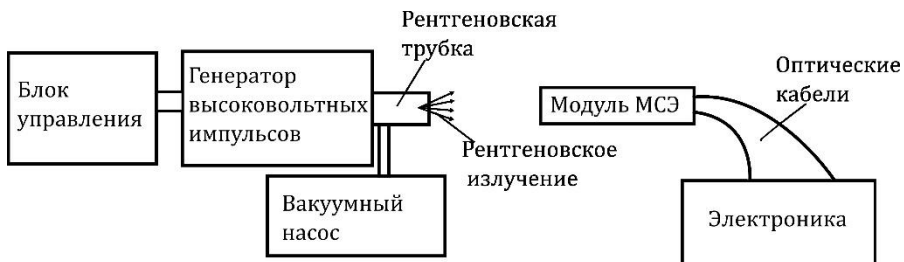 Рентгеновская
трубка
Блок
управления
Генератор
высоковольтных
импульсов
Оптические
кабели
Модуль МСЭ
Рентгеновское
излучение
Вакуумный
насос
Электроника